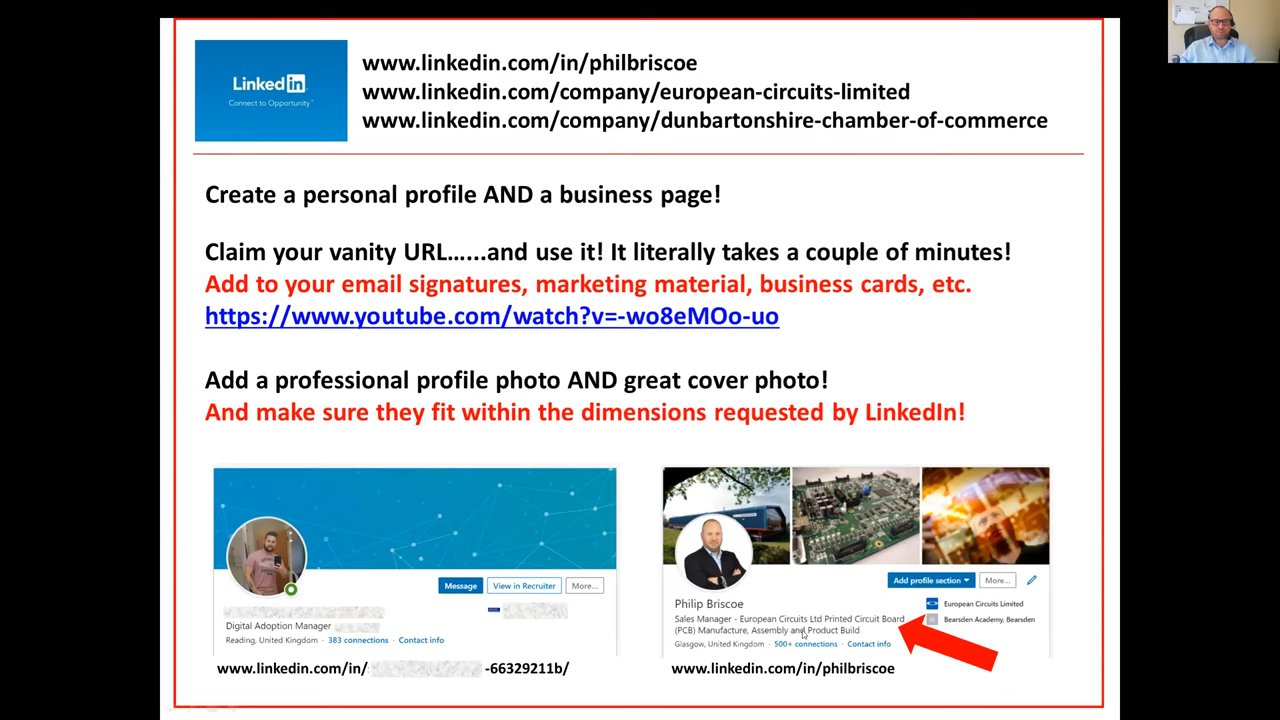 Linked in
Connect to Opportunity™
www.linkedin.com/in/philbriscoe
www.linkedin.com/company/european-circuits-limited
www.linkedin.com/company/dunbartonshire-chamber-of-commerce
Create a personal profile AND a business page!
Claim your vanity URL…...and use it! It literally takes a couple of minutes!
Add to your email signatures, marketing material, business cards, etc.
https://www.youtube.com/watch?v=-wo8eMOo-uo
Add a professional profile photo AND great cover photo!
And make sure they fit within the dimensions requested by LinkedIn!
Message View in Recruiter More...
Digital Adoption Manager
Reading, United Kingdom · 383 connections · Contact info
www.linkedin.com/in/ -66329211b/
Add profile section More...
Philip Briscoe
Sales Manager - European Circuits Ltd Printed Circuit Board
(PCB) Manufacture, Assembly and Product Build
Glasgow, United Kingdom · 500+ connections · Contact info
European Circuits Limited
Bearsden Academy, Bearsden
www.linkedin.com/in/philbriscoe